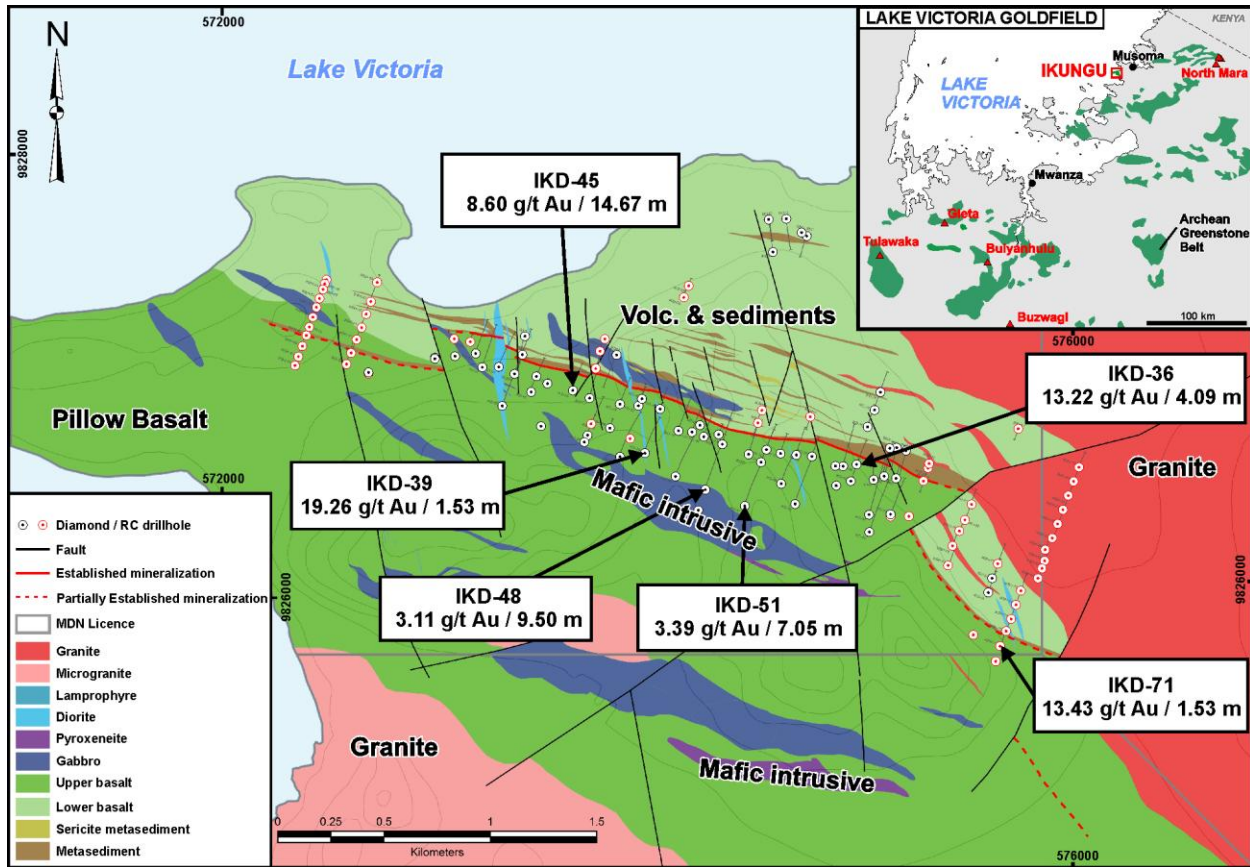 572000
N
Lake Victoria
9828000
LAKE VICTORIA GOLDFIELD
KENYA
IKUNGU
Musoma
North Mara
LAKE
VICTORIA
Mwanza
Gieta
Tulawaka
Bulyanhulu
Archean
Greenstone
Belt
Buzwagi
100 km
576000
IKD-45
8.60 g/t Au / 14.67 m
Volc. & sediments
IKD-36
13.22 g/t Au / 4.09 m
Pillow Basalt
Granite
IKD-39
19.26 g/t Au / 1.53 m
Mafic intrusive
572000
IKD-48
3.11 g/t Au / 9.50 m
IKD-51
3.39 g/t Au / 7.05 m
9826000
9826000
IKD-71
13.43 g/t Au / 1.53 m
Granite
Mafic intrusive
Diamond / RC drillhole
Fault
Established mineralization
Partially Established mineralization
MDN Licence
Granite
Microgranite
Lamprophyre
Diorite
Pyroxeneite
Gabbro
Upper basalt
Lower basalt
Sericite metasediment
Metasediment
0 0.25 0.5 1 1.5
Kilometers
576000